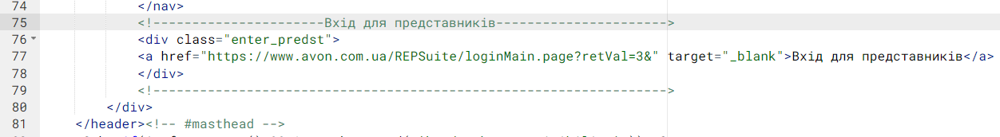 74 </nav>
75 <!----------------------Вхід для представників---------------------->
76 <div class="enter_predst">
77 <a href="https://www.avon.com.ua/REPSuite/loginMain.page?retVal=3&" target="_blank">Вхід для представників</a>
78 </div>
79 <!------------------------------------------------------------------>
80 </div>
81 </header><!-- #masthead -->